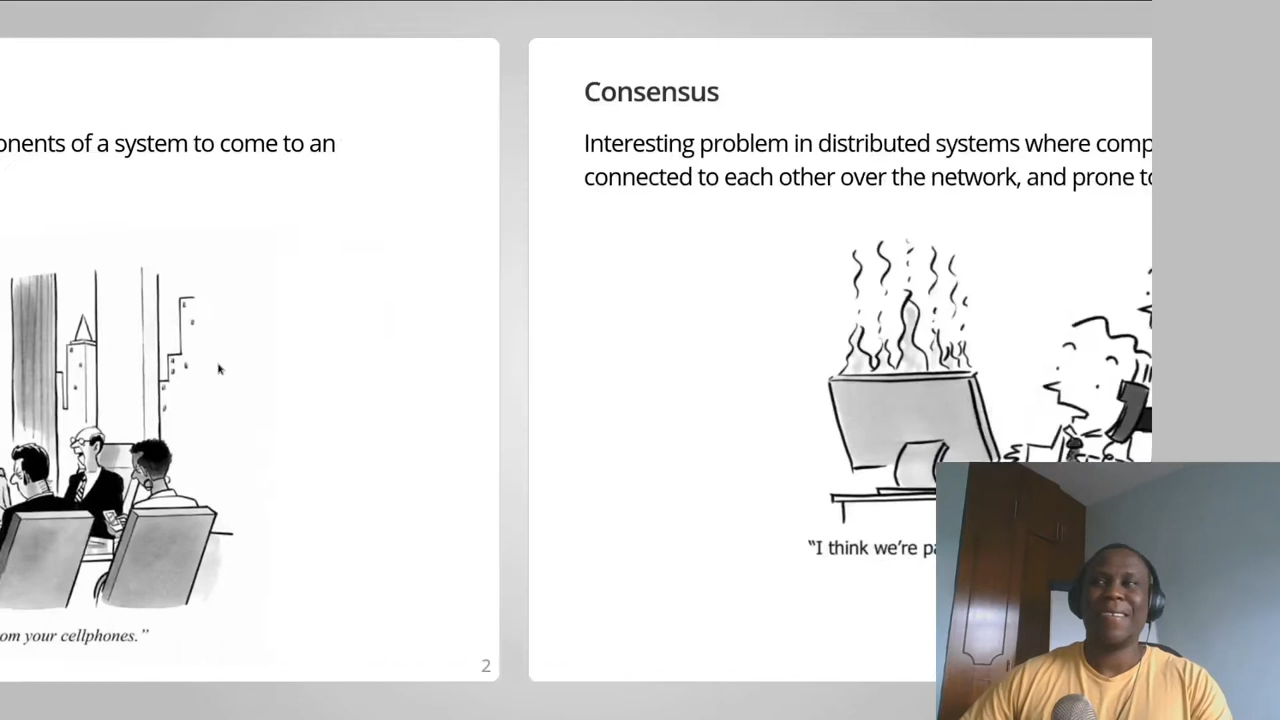 onents of a system to come to an
om your cellphones.”
2
Consensus
Interesting problem in distributed systems where comp
connected to each other over the network, and prone to
“I think we’re pa